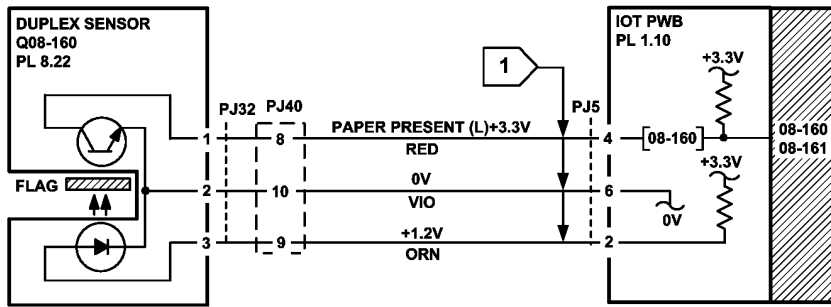 DUPLEX SENSOR
Q08-160
PL 8.22
FLAG
1
2
3
PJ32
PJ40
8
10
9
PAPER PRESENT (L)+3.3V
RED
0V
VIO
+1.2V
ORN
1
PJ5
4
6
2
IOT PWB
PL 1.10
+3.3V
[08-160]
+3.3V
0V
08-160
08-161